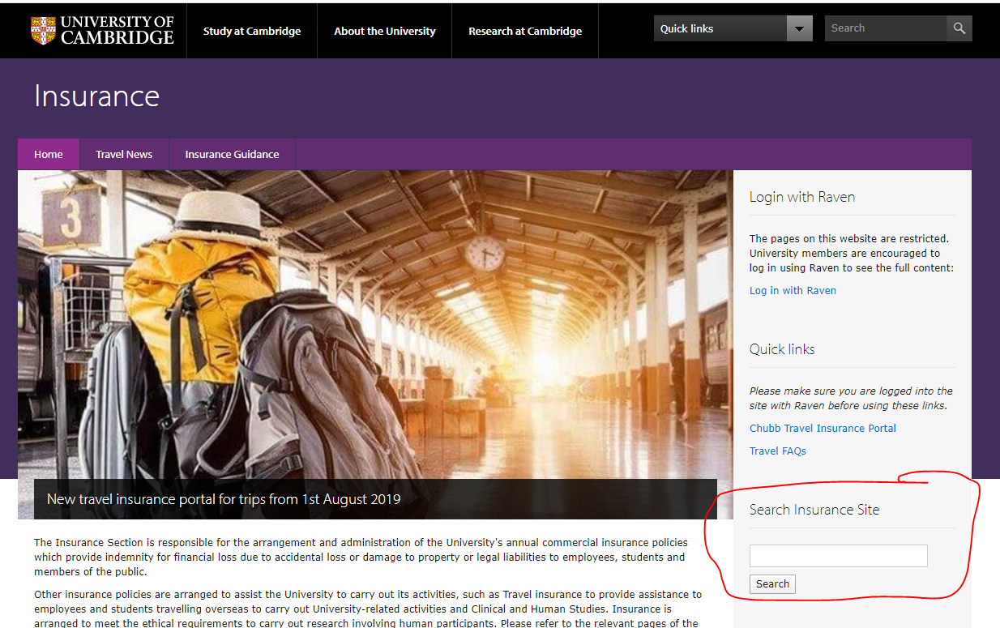 UNIVERSITY OF
CAMBRIDGE
Study at Cambridge
About the University
Research at Cambridge
Quick links
Search
Insurance
Home
Travel News
Insurance Guidance
3
New travel insurance portal for trips from 1st August 2019
The Insurance Section is responsible for the arrangement and administration of the University's annual commercial insurance policies
which provide indemnity for financial loss due to accidental loss or damage to property or legal liabilities to employees, students and
members of the public.
Other insurance policies are arranged to assist the University to carry out its activities, such as Travel insurance to provide assistance to
employees and students travelling overseas to carry out University-related activities and Clinical and Human Studies. Insurance is
arranged to meet the ethical requirements to carry out research involving human participants. Please refer to the relevant pages of the
Login with Raven
The pages on this website are restricted.
University members are encouraged to
log in using Raven to see the full content:
Log in with Raven
Quick links
Please make sure you are logged into the
site with Raven before using these links.
Chubb Travel Insurance Portal
Travel FAQs
Search Insurance Site
Search